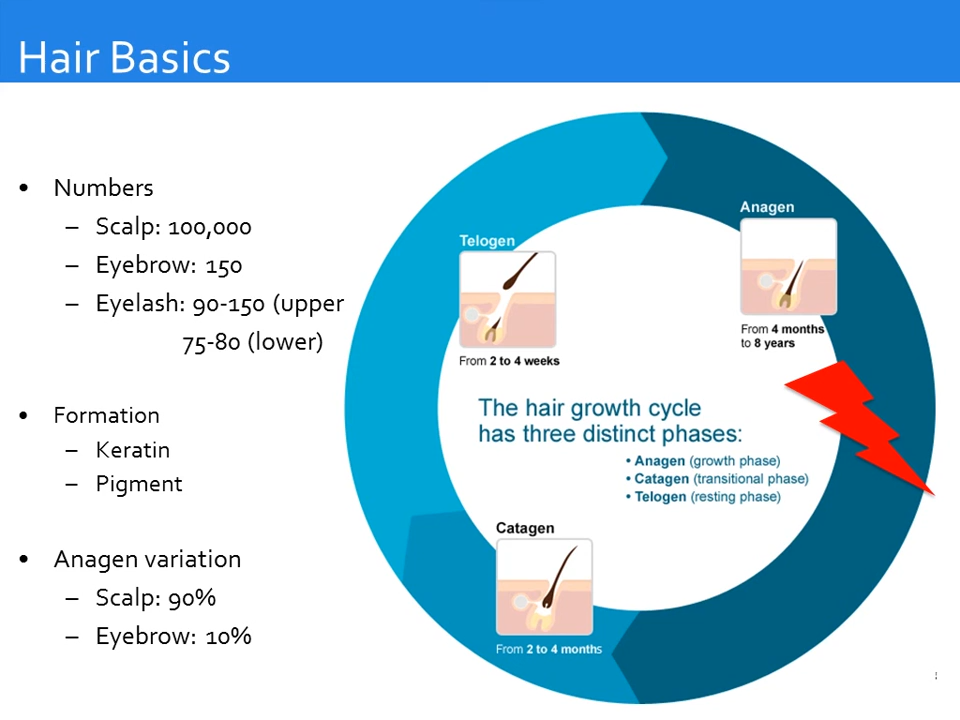 Hair Basics
• Numbers
– Scalp: 100,000
– Eyebrow: 150
– Eyelash: 90-150 (upper
75-80 (lower)
• Formation
– Keratin
– Pigment
• Anagen variation
– Scalp: 90%
– Eyebrow: 10%
Telogen
From 2 to 4 weeks
Anagen
From 4 months
to 8 years
The hair growth cycle
has three distinct phases:
• Anagen (growth phase)
• Catagen (transitional phase)
• Telogen (resting phase)
Catagen
From 2 to 4 months